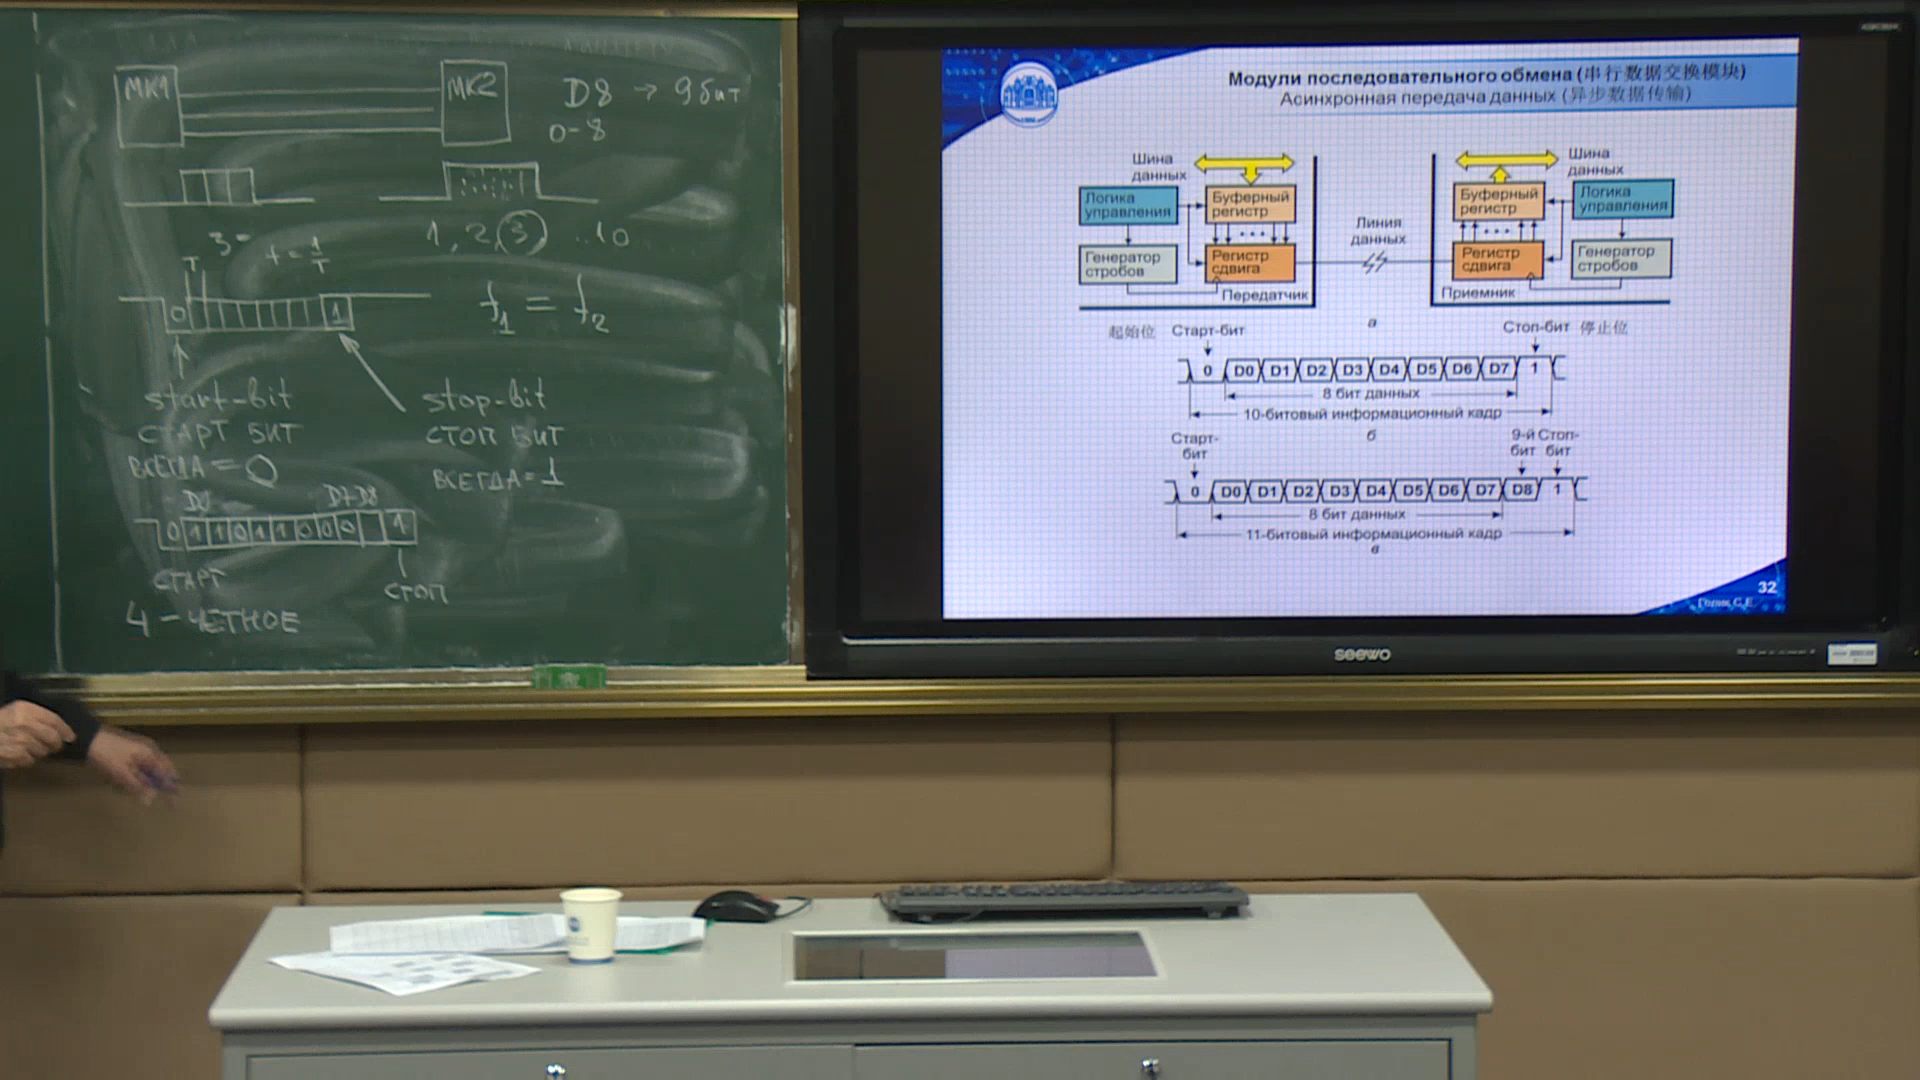 МК1
МК2
D8 → 9 бит
0-8
1, 2, 3, ..10
3
T
f = 1/T
0
1
f1 = f2
start-bit
СТАРТ БИТ
ВСЕГДА = 0
stop-bit
СТОП БИТ
ВСЕГДА = 1
D0
D7 D8
0 1 1 0 1 1 0 0 0 1
СТАРТ
СТОП
4 - ЧЕТНОЕ
Модули последовательного обмена (串行数据交换模块)
Асинхронная передача данных (异步数据传输)
Шина данных
Логика управления
Буферный регистр
Генератор стробов
Регистр сдвига
Передатчик
Линия данных
Шина данных
Буферный регистр
Логика управления
Регистр сдвига
Генератор стробов
Приемник
а
起始位 Старт-бит
Стоп-бит 停止位
0 D0 D1 D2 D3 D4 D5 D6 D7 1
8 бит данных
10-битовый информационный кадр
б
Старт-бит
9-й бит
Стоп-бит
0 D0 D1 D2 D3 D4 D5 D6 D7 D8 1
8 бит данных
11-битовый информационный кадр
в
32
Горик С.Е.
seewo